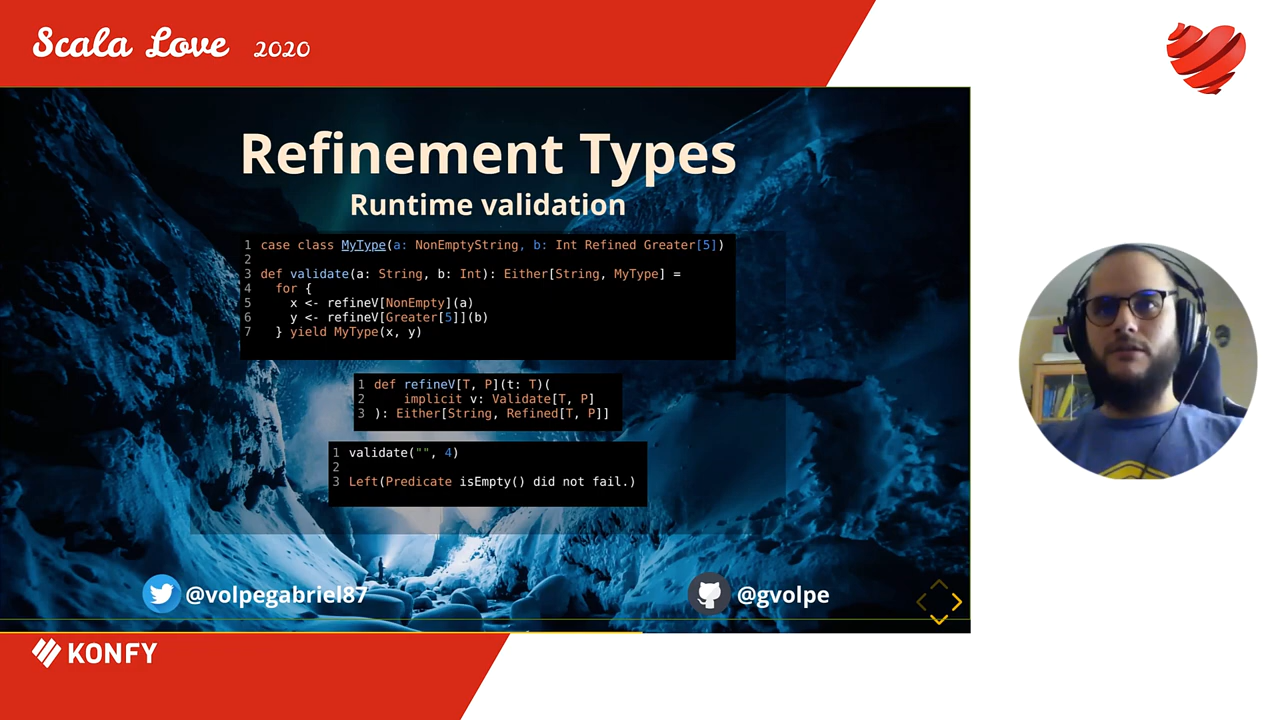 Scala Love 2020
Refinement Types
Runtime validation
1 case class MyType(a: NonEmptyString, b: Int Refined Greater[5])
2
3 def validate(a: String, b: Int): Either[String, MyType] =
4   for {
5     x <- refineV[NonEmpty](a)
6     y <- refineV[Greater[5]](b)
7   } yield MyType(x, y)
1 def refineV[T, P](t: T)(
2     implicit v: Validate[T, P]
3 ): Either[String, Refined[T, P]]
1 validate("", 4)
2
3 Left(Predicate isEmpty() did not fail.)
@volpegabriel87 @gvolpe
KONFY